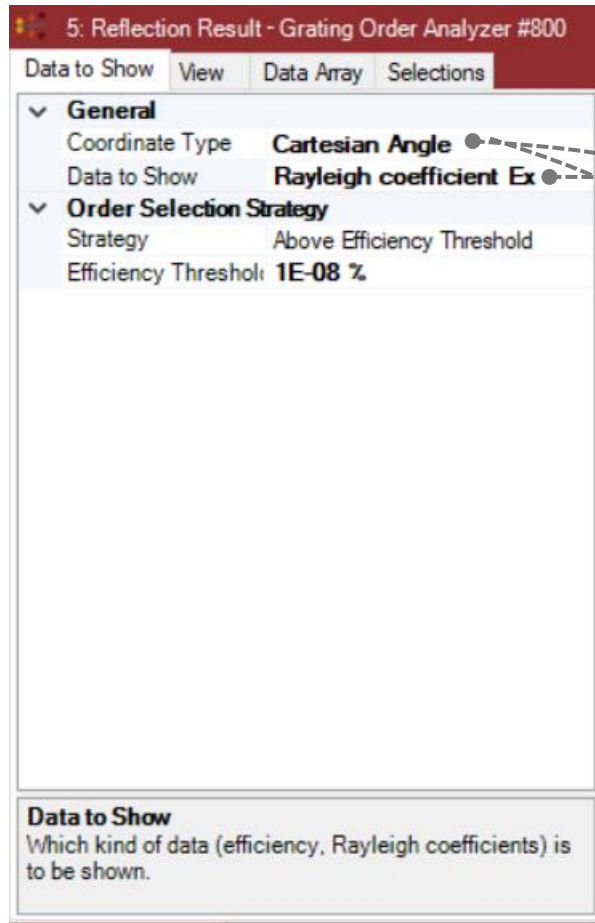 5: Reflection Result - Grating Order Analyzer #800
Data to Show View Data Array Selections
General
Coordinate Type Cartesian Angle
Data to Show Rayleigh coefficient Ex
Order Selection Strategy
Strategy Above Efficiency Threshold
Efficiency Threshol 1E-08 %
Data to Show
Which kind of data (efficiency, Rayleigh coefficients) is
to be shown.